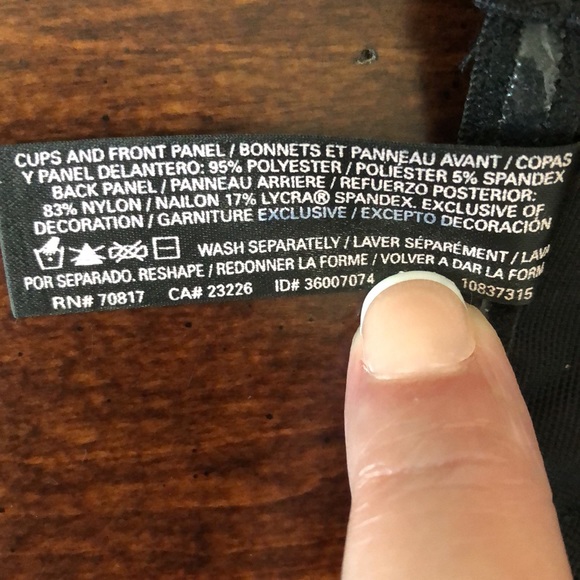 CUPS AND FRONT PANEL / BONNETS ET PANNEAU AVANT / COPAS
Y PANEL DELANTERO: 95% POLYESTER / POLIÉSTER 5% SPANDEX
BACK PANEL / PANNEAU ARRIERE / REFUERZO POSTERIOR:
83% NYLON / NAILON 17% LYCRA® SPANDEX. EXCLUSIVE OF
DECORATION / GARNITURE EXCLUSIVE / EXCEPTO DECORACIÓN
WASH SEPARATELY / LAVER SÉPARÉMENT / LAVA
POR SEPARADO. RESHAPE / REDONNER LA FORME / VOLVER A DAR LA FORM
RN# 70817 CA# 23226 ID# 36007074 10837315